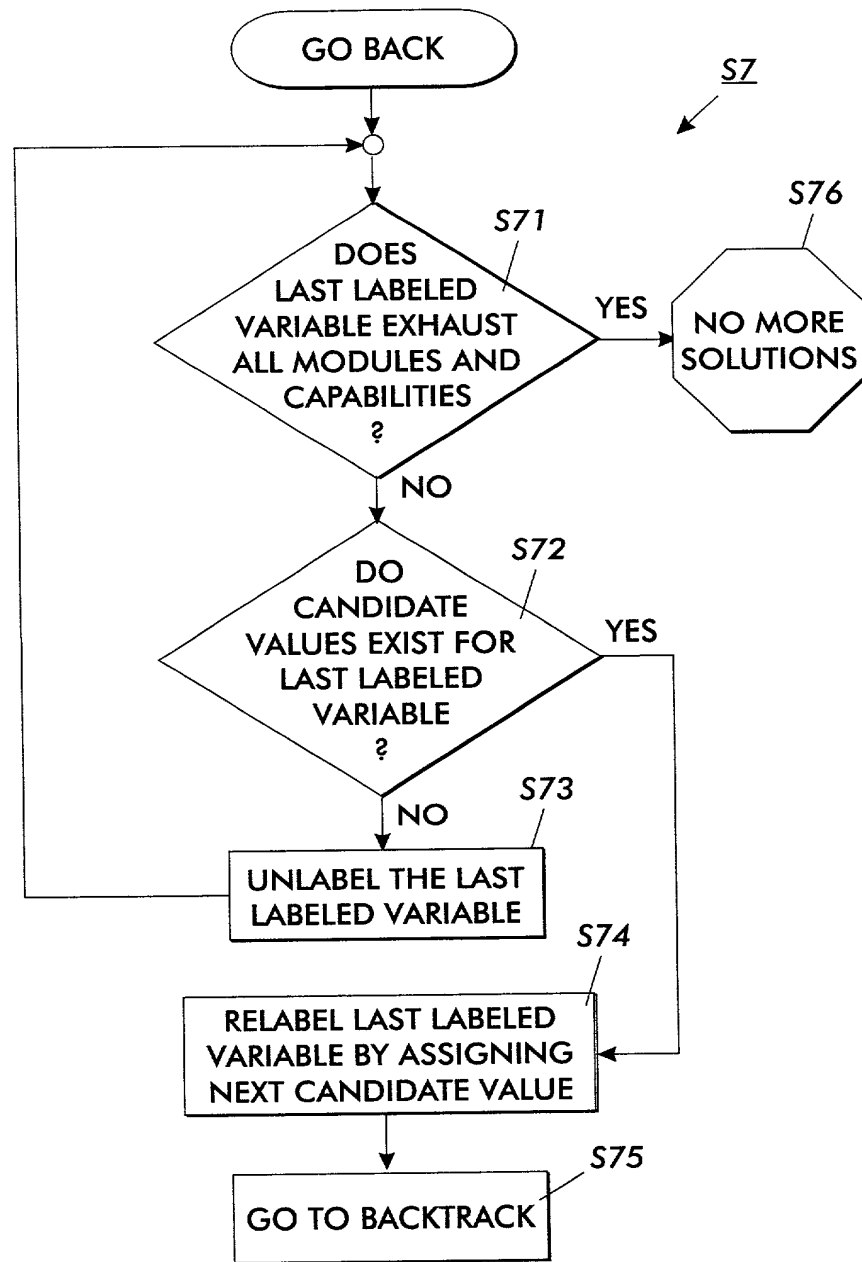 GO BACK
S7
S71
DOES
LAST LABELED
VARIABLE EXHAUST
ALL MODULES AND
CAPABILITIES
?
YES
S76
NO MORE
SOLUTIONS
NO
S72
DO
CANDIDATE
VALUES EXIST FOR
LAST LABELED
VARIABLE
?
YES
NO
S73
UNLABEL THE LAST
LABELED VARIABLE
S74
RELABEL LAST LABELED
VARIABLE BY ASSIGNING
NEXT CANDIDATE VALUE
S75
GO TO BACKTRACK